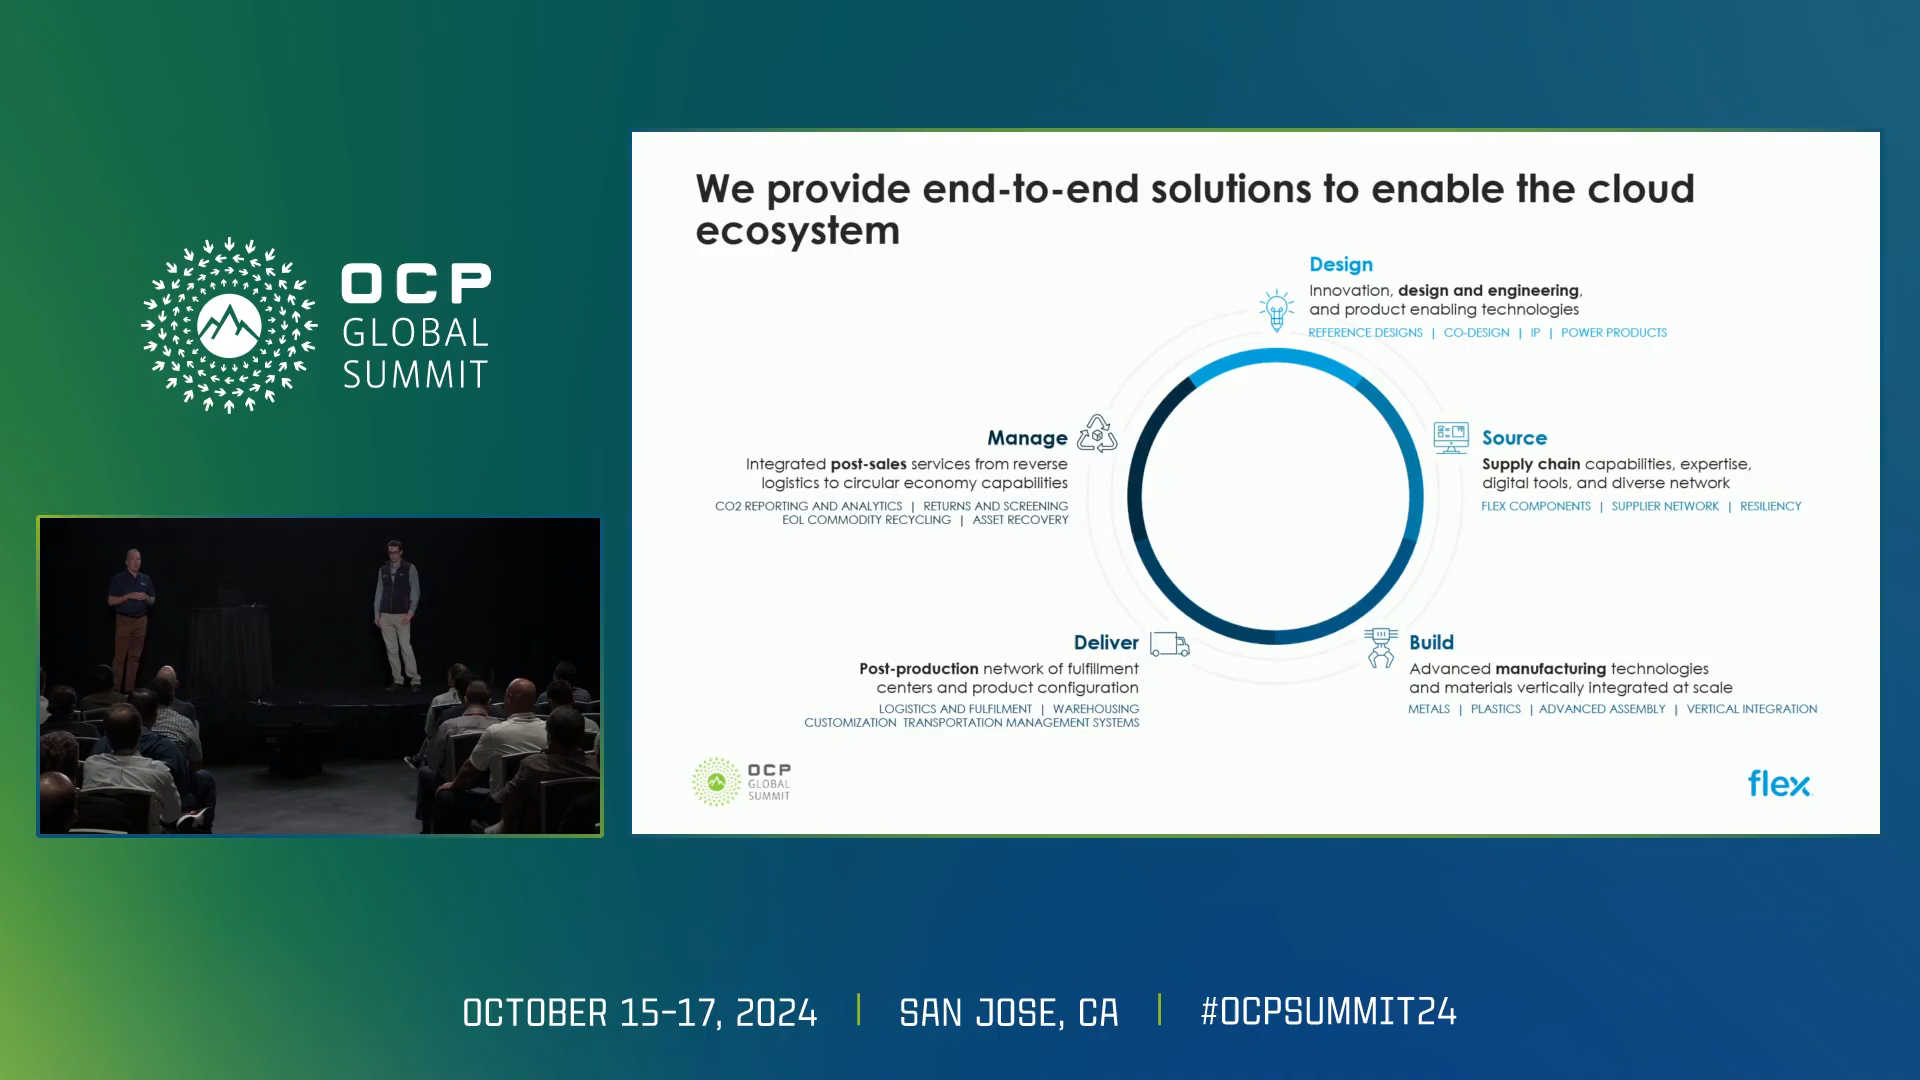 OCP
GLOBAL
SUMMIT
We provide end-to-end solutions to enable the cloud
ecosystem
Design
Innovation, design and engineering,
and product enabling technologies
REFERENCE DESIGNS | CO-DESIGN | IP | POWER PRODUCTS
Manage
Integrated post-sales services from reverse
logistics to circular economy capabilities
CO2 REPORTING AND ANALYTICS | RETURNS AND SCREENING
EOL COMMODITY RECYCLING | ASSET RECOVERY
Source
Supply chain capabilities, expertise,
digital tools, and diverse network
FLEX COMPONENTS | SUPPLIER NETWORK | RESILIENCY
Deliver
Post-production network of fulfillment
centers and product configuration
LOGISTICS AND FULFILMENT | WAREHOUSING
CUSTOMIZATION TRANSPORTATION MANAGEMENT SYSTEMS
Build
Advanced manufacturing technologies
and materials vertically integrated at scale
METALS | PLASTICS | ADVANCED ASSEMBLY | VERTICAL INTEGRATION
OCP
GLOBAL
SUMMIT
flex
OCTOBER 15-17, 2024 | SAN JOSE, CA | #OCPSUMMIT24